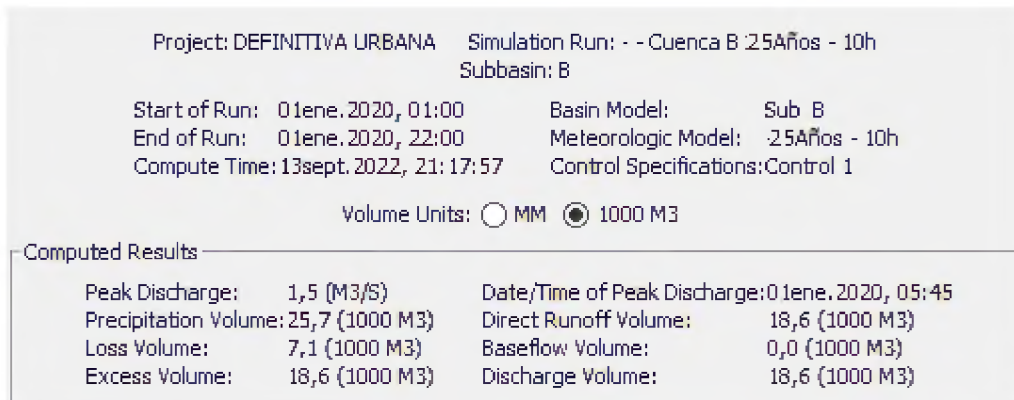 Project: DEFINITIVA URBANA Simulation Run: - - Cuenca B 25Años - 10h
Subbasin: B
Start of Run: 01ene.2020, 01:00 Basin Model: Sub B
End of Run: 01ene.2020, 22:00 Meteorologic Model: -25Años - 10h
Compute Time:13sept.2022, 21:17:57 Control Specifications:Control 1
Volume Units: MM 1000 M3
Computed Results
Peak Discharge: 1,5 (M3/S) Date/Time of Peak Discharge:01ene.2020, 05:45
Precipitation Volume:25,7 (1000 M3) Direct Runoff Volume: 18,6 (1000 M3)
Loss Volume: 7,1 (1000 M3) Baseflow Volume: 0,0 (1000 M3)
Excess Volume: 18,6 (1000 M3) Discharge Volume: 18,6 (1000 M3)